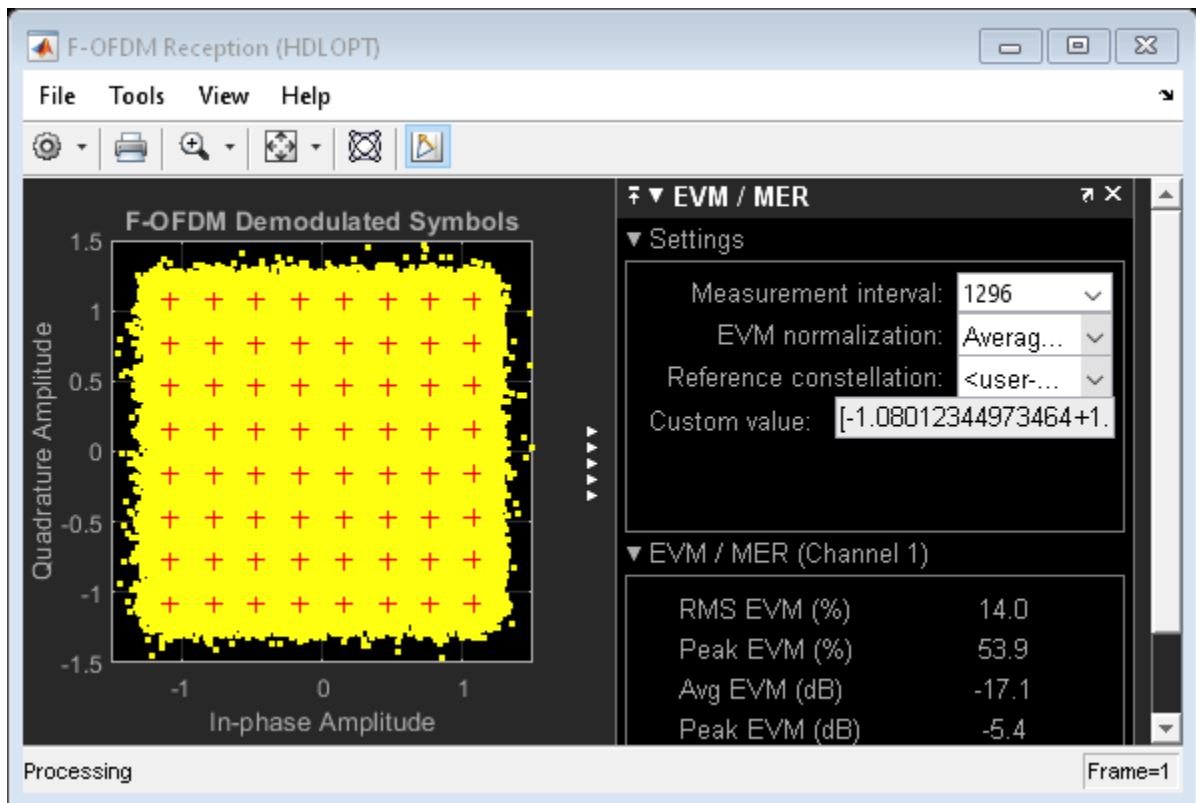 F-OFDM Reception (HDLOPT)
File Tools View Help
F-OFDM Demodulated Symbols
1.5
1
0.5
0
-0.5
-1
-1.5
Quadrature Amplitude
-1 0 1
In-phase Amplitude
EVM / MER
Settings
Measurement interval: 1296
EVM normalization: Averag...
Reference constellation: <user-...
Custom value: [-1.08012344973464+1.
EVM / MER (Channel 1)
RMS EVM (%) 14.0
Peak EVM (%) 53.9
Avg EVM (dB) -17.1
Peak EVM (dB) -5.4
Processing
Frame=1